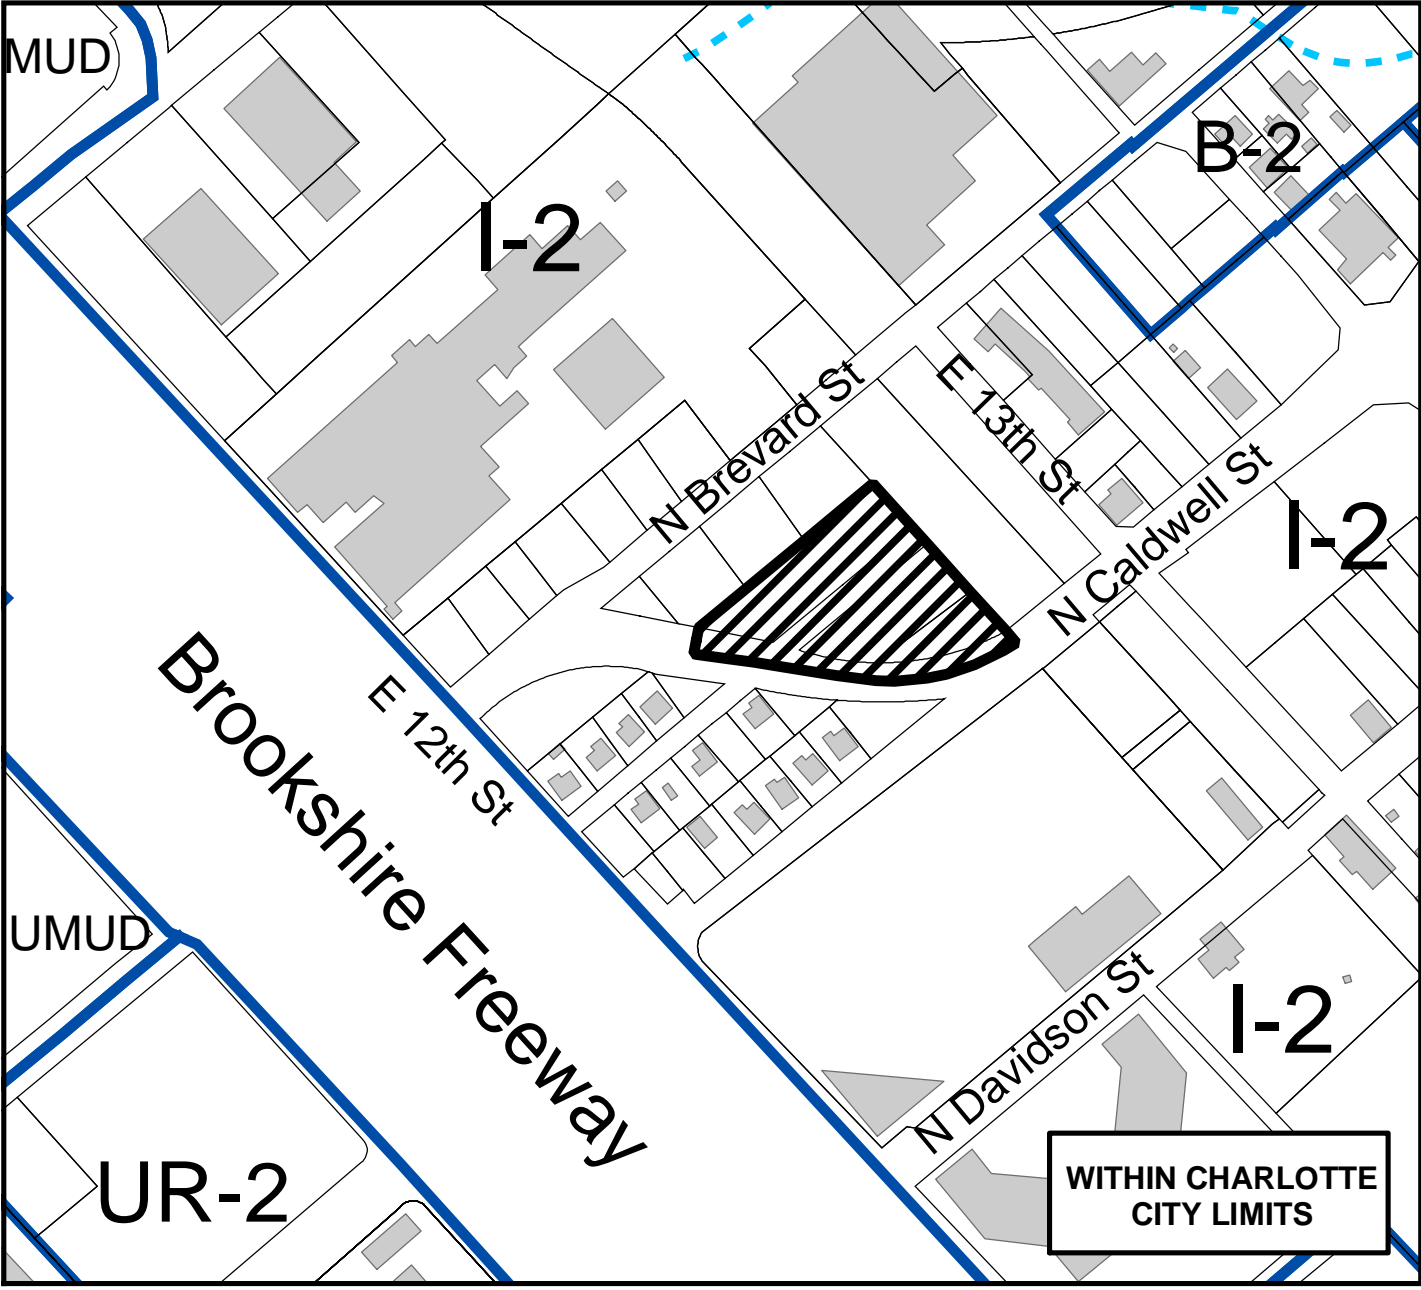 MUD
B-2
I-2
N Brevard St
E 13th St
N Caldwell St
I-2
Brookshire Freeway
E 12th St
UMUD
N Davidson St
I-2
UR-2
WITHIN CHARLOTTE
CITY LIMITS